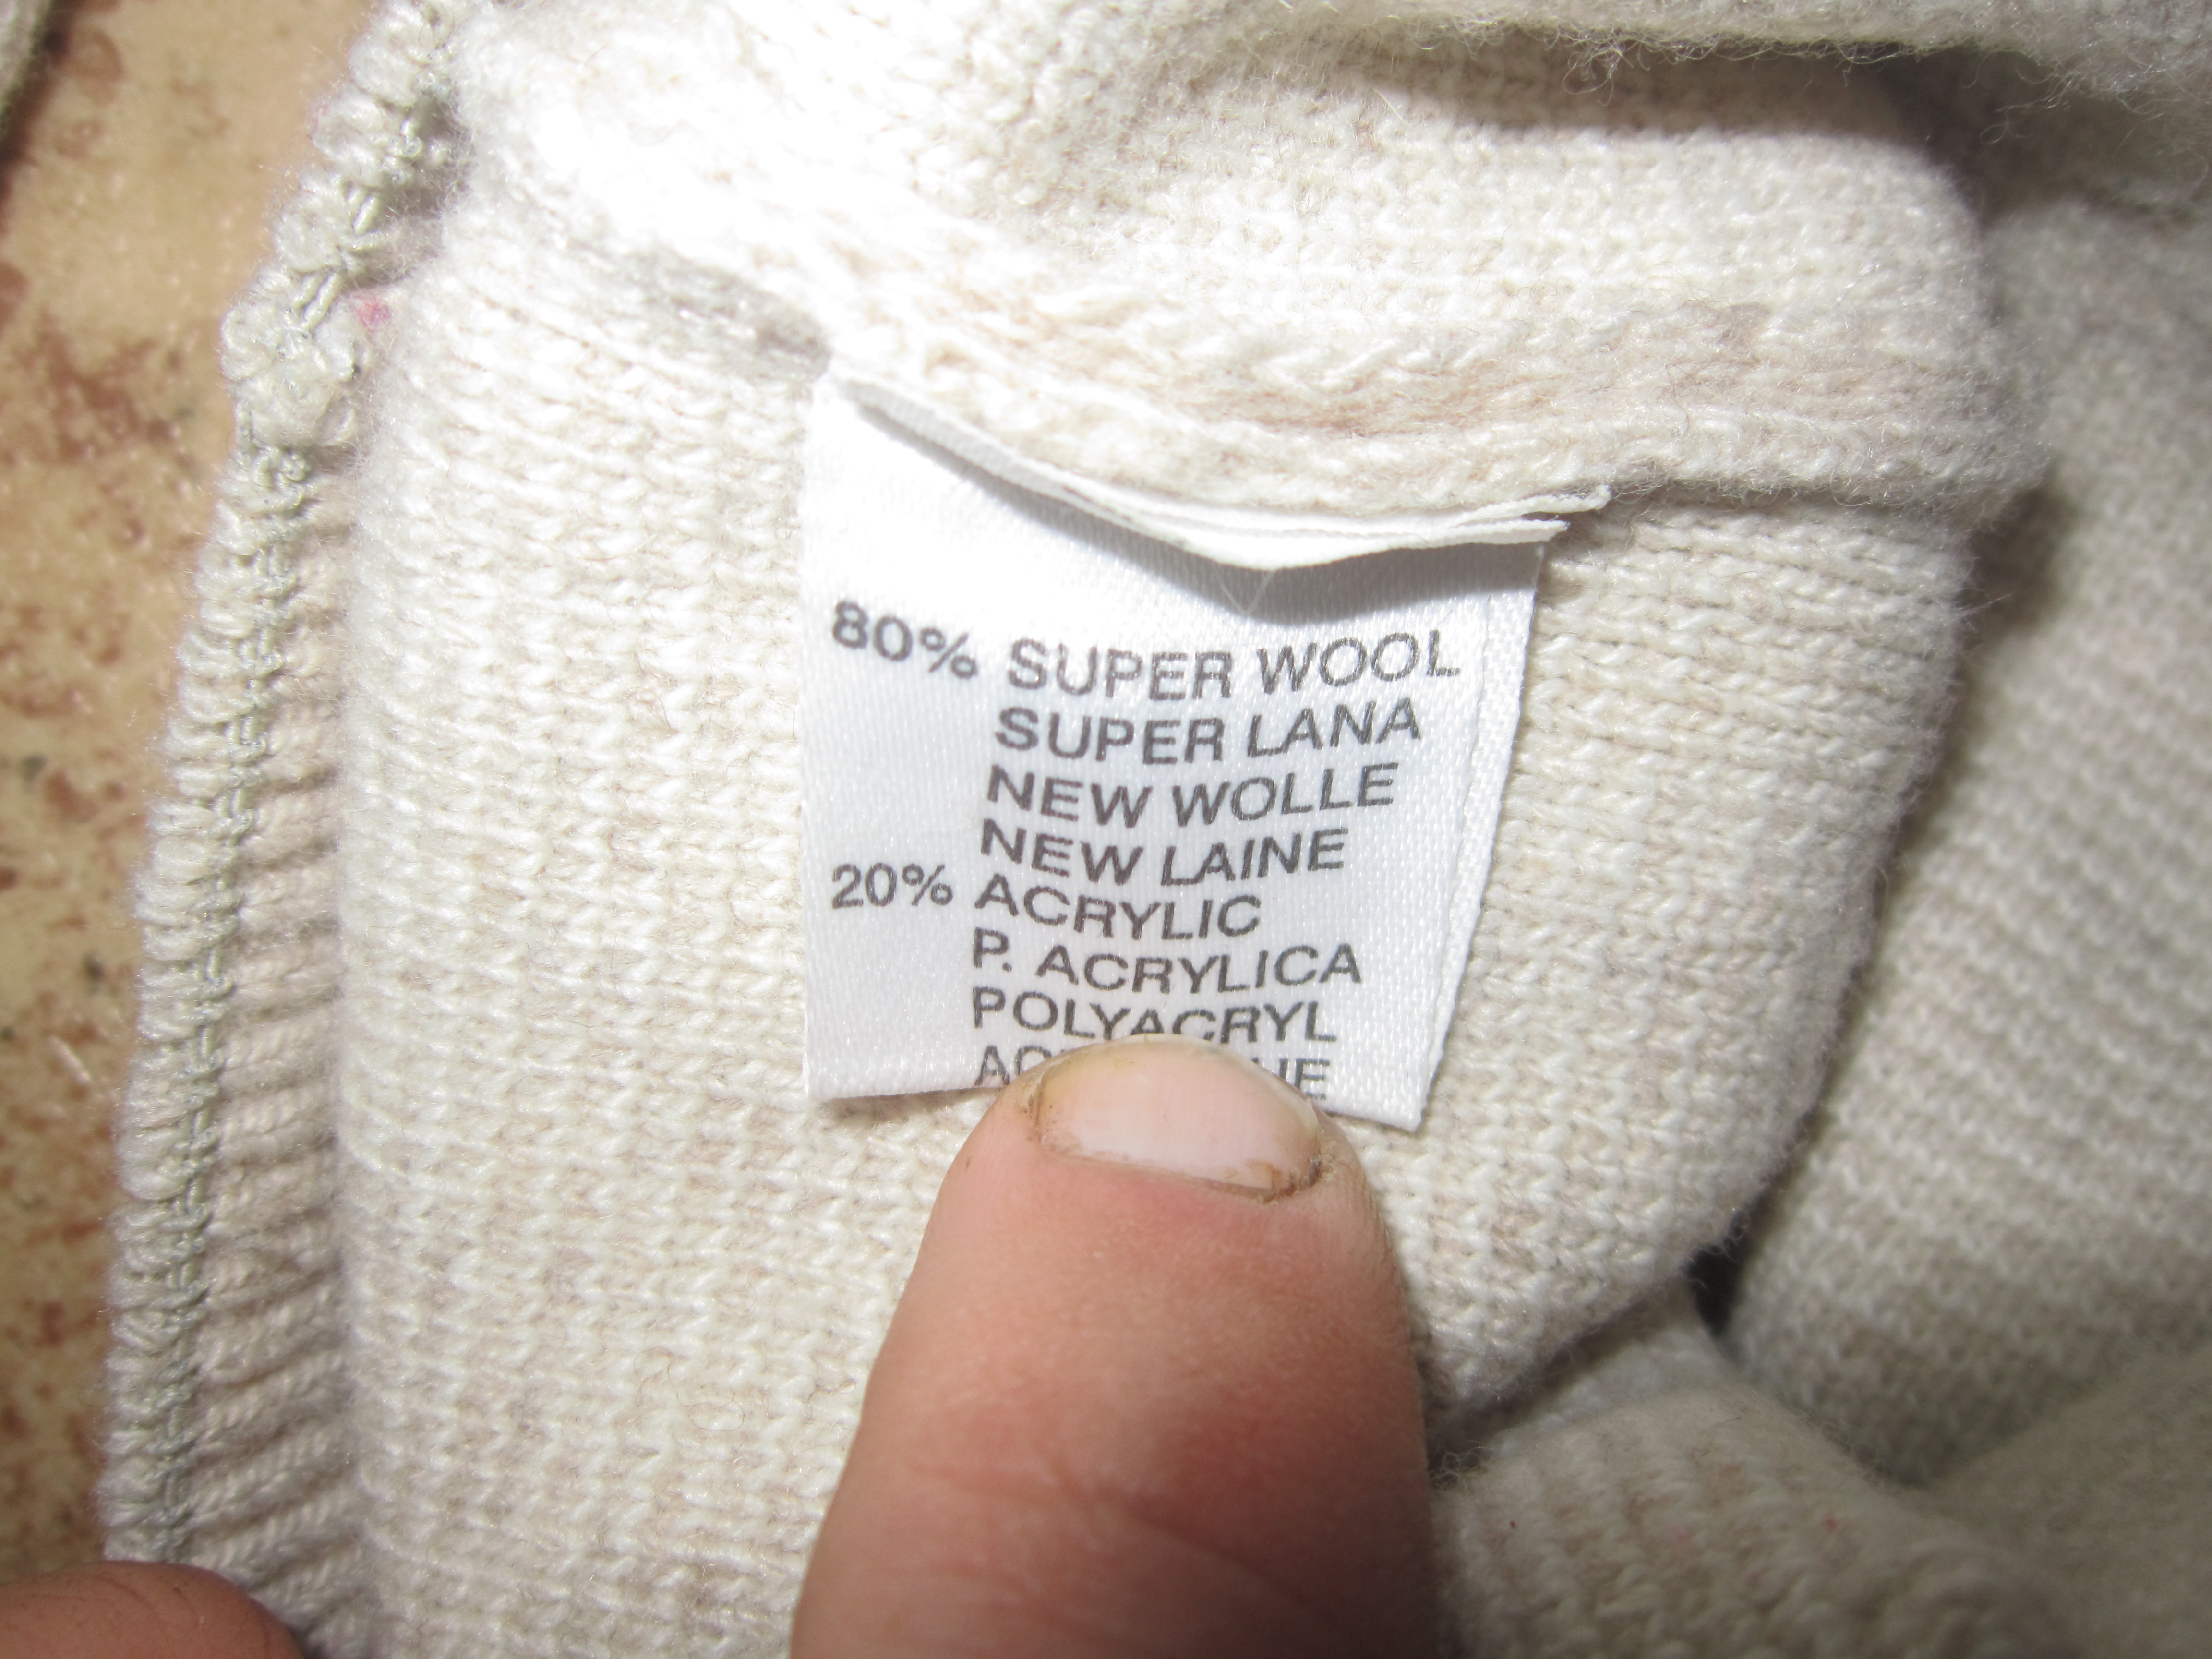 80% SUPER WOOL
SUPER LANA
NEW WOLLE
NEW LAINE
20% ACRYLIC
P. ACRYLICA
POLYACRYL